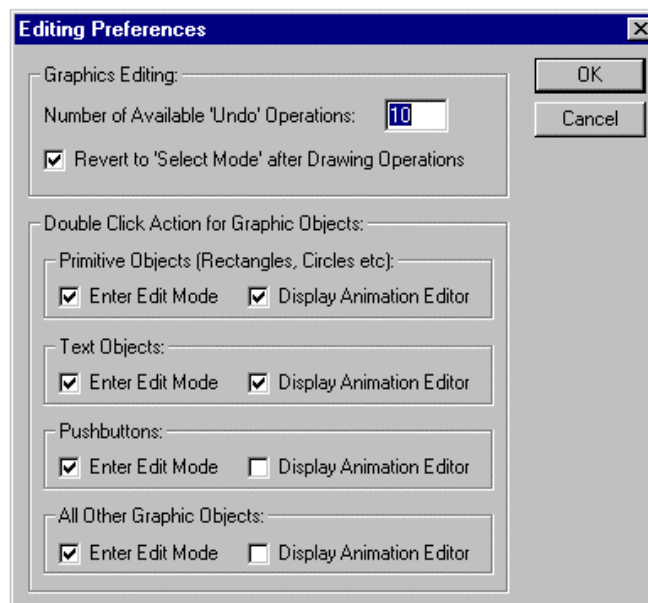 Editing Preferences
Graphics Editing:
OK
Number of Available 'Undo' Operations: 10
Cancel
Revert to 'Select Mode' after Drawing Operations
Double Click Action for Graphic Objects:
Primitive Objects (Rectangles, Circles etc):
Enter Edit Mode Display Animation Editor
Text Objects:
Enter Edit Mode Display Animation Editor
Pushbuttons:
Enter Edit Mode Display Animation Editor
All Other Graphic Objects:
Enter Edit Mode Display Animation Editor